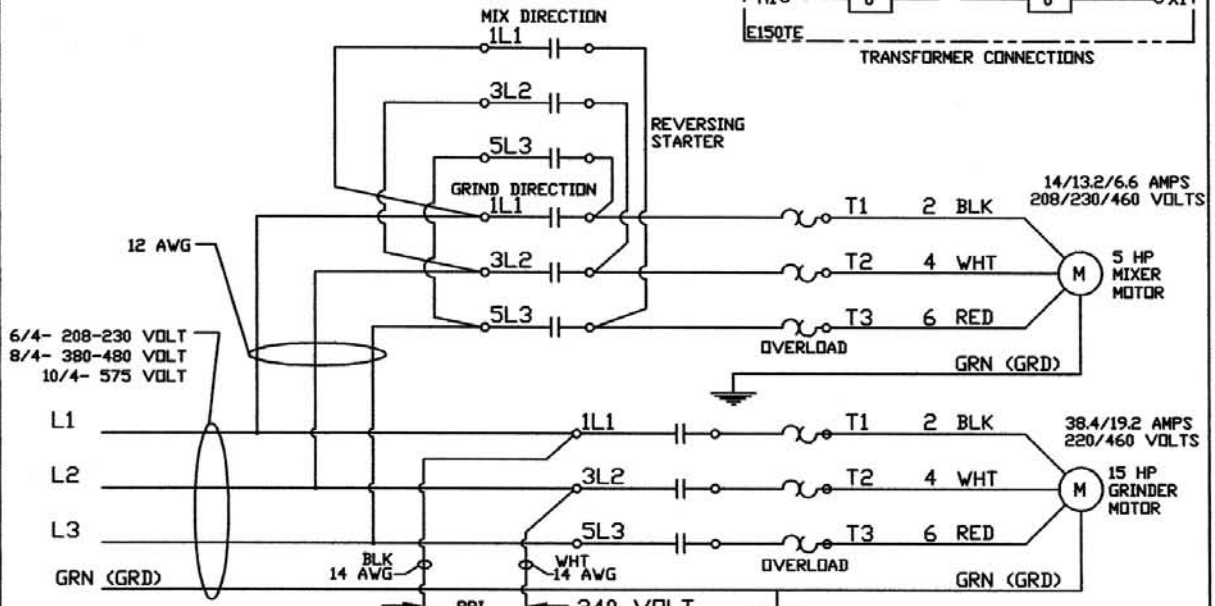 E150TE
TRANSFORMER CONNECTIONS
MIX DIRECTION
1L1
3L2
5L3
REVERSING
STARTER
GRIND DIRECTION
1L1
3L2
5L3
12 AWG
T1 2 BLK
T2 4 WHT
T3 6 RED
OVERLOAD
GRN (GRD)
14/13.2/6.6 AMPS
208/230/460 VOLTS
M
5 HP
MIXER
MOTOR
6/4- 208-230 VOLT
8/4- 380-480 VOLT
10/4- 575 VOLT
L1
L2
L3
GRN (GRD)
1L1
3L2
5L3
BLK
14 AWG
WHT
14 AWG
T1 2 BLK
T2 4 WHT
T3 6 RED
OVERLOAD
GRN (GRD)
38.4/19.2 AMPS
220/460 VOLTS
M
15 HP
GRINDER
MOTOR
240 VOLT